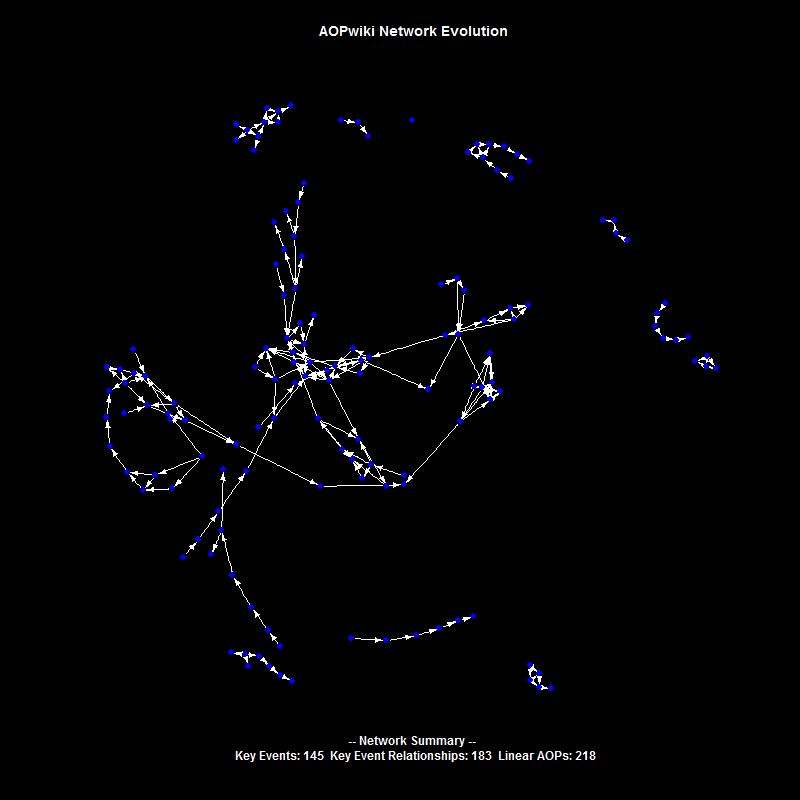 AOPwiki Network Evolution
-- Network Summary --
Key Events: 145  Key Event Relationships: 183  Linear AOPs: 218